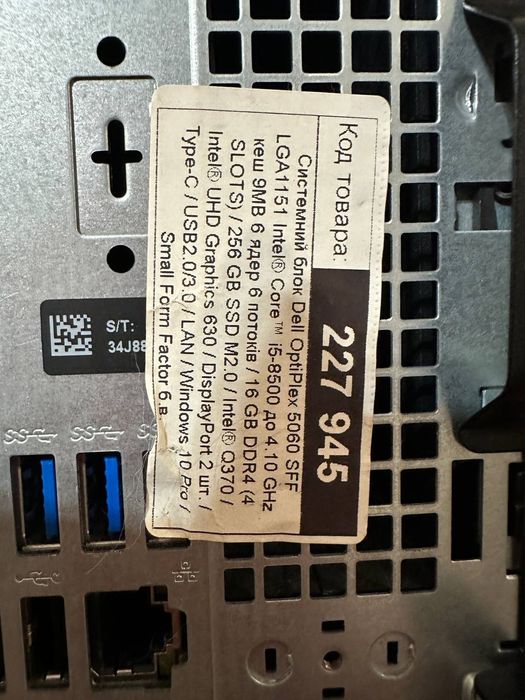 Код товара: 227 945
Системний блок Dell OptiPlex 5060 SFF
LGA1151 Intel® Core™ i5-8500 до 4.10 GHz
кеш 9MB 6 ядер 6 потоків / 16 GB DDR4 (4
SLOTS) / 256 GB SSD M2.0 / Intel® Q370 /
Intel® UHD Graphics 630 / DisplayPort 2 шт. /
Type-C / USB2.0/3.0 / LAN / Windows 10 Pro /
Small Form Factor б.в.
S/T:
34J88